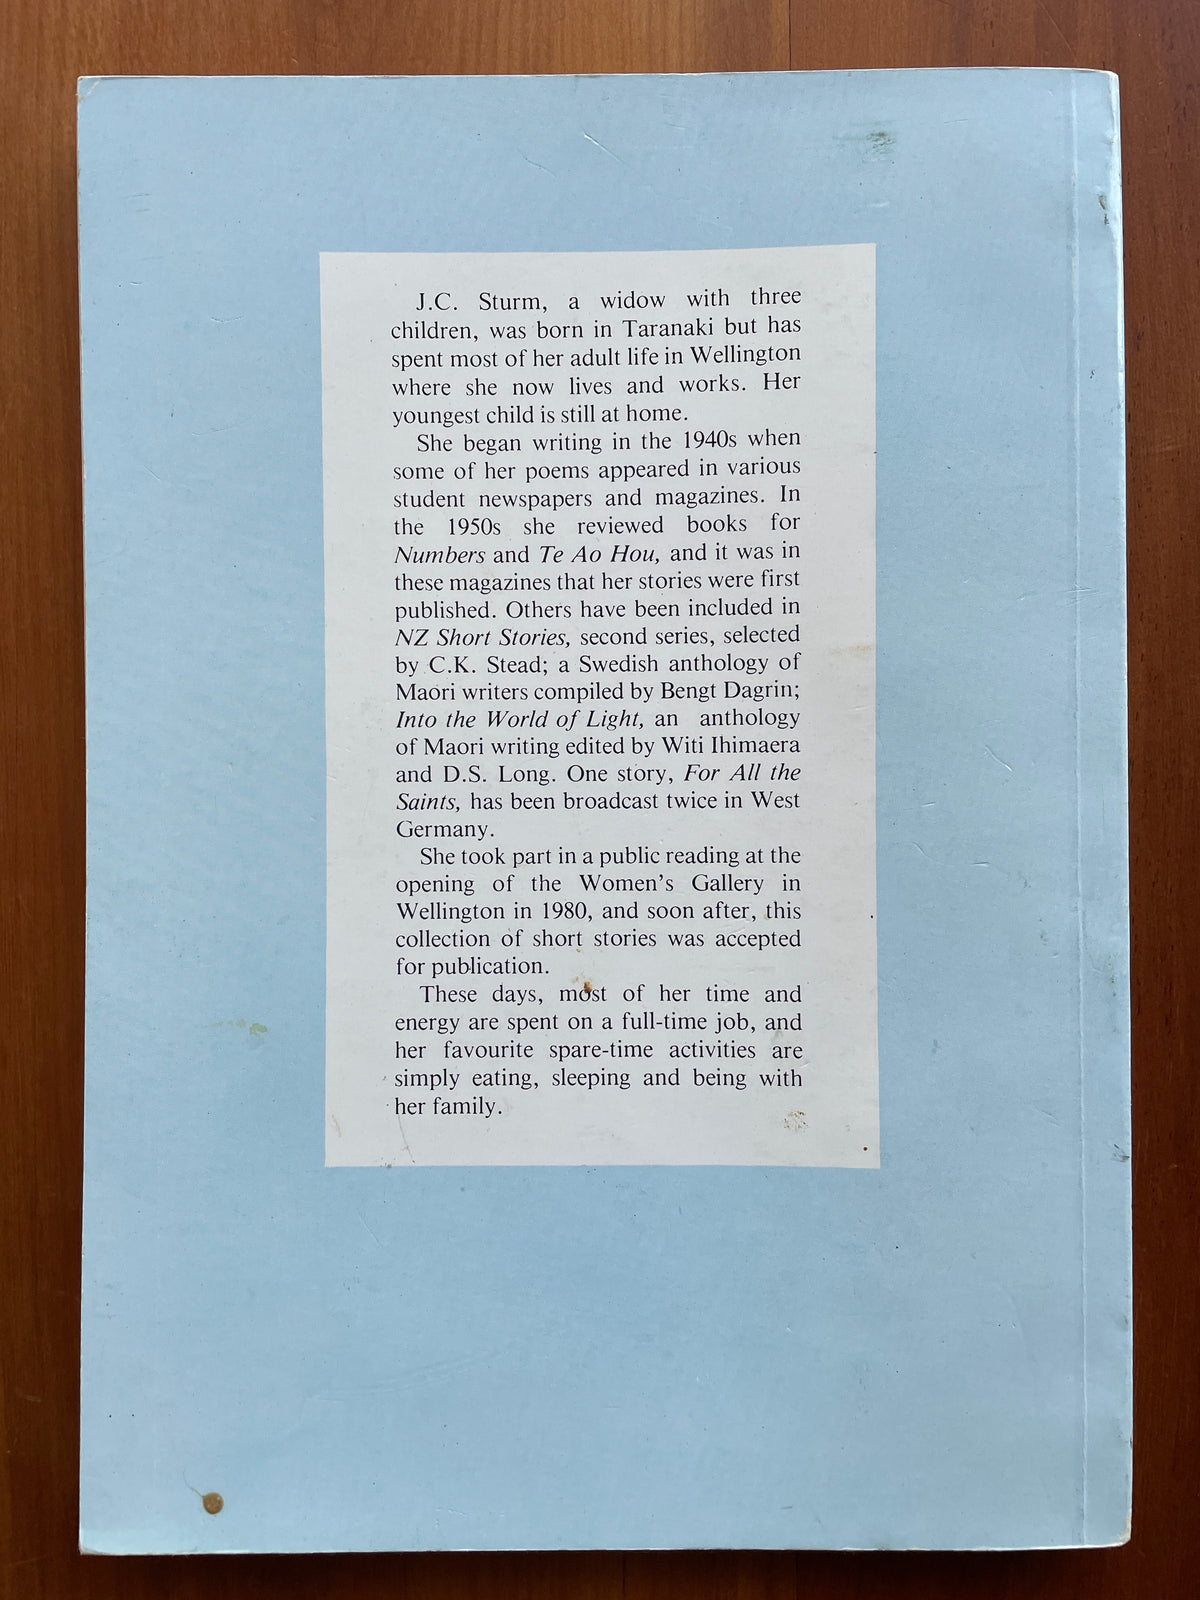 J.C. Sturm, a widow with three
children, was born in Taranaki but has
spent most of her adult life in Wellington
where she now lives and works. Her
youngest child is still at home.
She began writing in the 1940s when
some of her poems appeared in various
student newspapers and magazines. In
the 1950s she reviewed books for
Numbers and Te Ao Hou, and it was in
these magazines that her stories were first
published. Others have been included in
NZ Short Stories, second series, selected
by C.K. Stead; a Swedish anthology of
Maori writers compiled by Bengt Dagrin;
Into the World of Light, an anthology
of Maori writing edited by Witi Ihimaera
and D.S. Long. One story, For All the
Saints, has been broadcast twice in West
Germany.
She took part in a public reading at the
opening of the Women's Gallery in
Wellington in 1980, and soon after, this
collection of short stories was accepted
for publication.
These days, most of her time and
energy are spent on a full-time job, and
her favourite spare-time activities are
simply eating, sleeping and being with
her family.